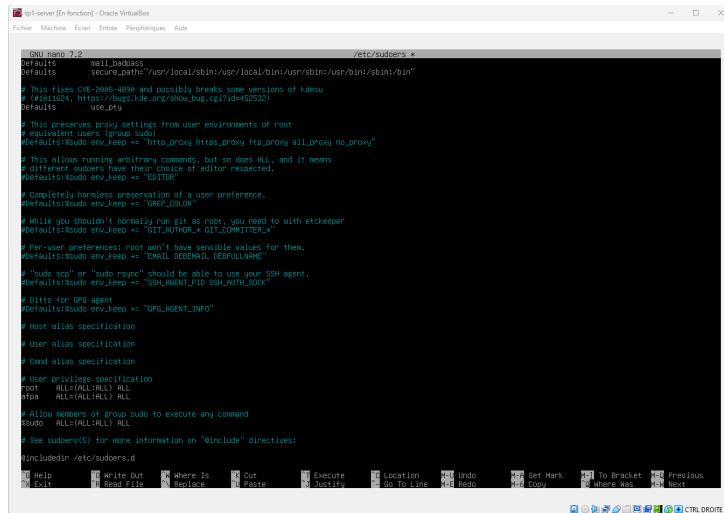 tp1-server [En fonction] - Oracle VirtualBox
Fichier Machine Écran Entrée Périphériques Aide
GNU nano 7.2 /etc/sudoers *
Defaults mail_badpass
Defaults secure_path="/usr/local/sbin:/usr/local/bin:/usr/sbin:/usr/bin:/sbin:/bin"
# This fixes CVE-2005-4890 and possibly breaks some versions of kdesu
# (#1011624, https://bugs.kde.org/show_bug.cgi?id=452532)
Defaults use_pty
# This preserves proxy settings from user environments of root
# equivalent users (group sudo)
#Defaults:%sudo env_keep += "http_proxy https_proxy ftp_proxy all_proxy no_proxy"
# This allows running arbitrary commands, but so does ALL, and it means
# different sudoers have their choice of editor respected.
#Defaults:%sudo env_keep += "EDITOR"
# Completely harmless preservation of a user preference.
#Defaults:%sudo env_keep += "GREP_COLOR"
# While you shouldn't normally run git as root, you need to with etckeeper
#Defaults:%sudo env_keep += "GIT_AUTHOR_* GIT_COMMITTER_*"
# Per-user preferences; root won't have sensible values for them.
#Defaults:%sudo env_keep += "EMAIL DEBEMAIL DEBFULLNAME"
# "sudo scp" or "sudo rsync" should be able to use your SSH agent.
#Defaults:%sudo env_keep += "SSH_AGENT_PID SSH_AUTH_SOCK"
# Ditto for GPG agent
#Defaults:%sudo env_keep += "GPG_AGENT_INFO"
# Host alias specification
# User alias specification
# Cmnd alias specification
# User privilege specification
root ALL=(ALL:ALL) ALL
afpa ALL=(ALL:ALL) ALL
# Allow members of group sudo to execute any command
%sudo ALL=(ALL:ALL) ALL
# See sudoers(5) for more information on "@include" directives:
@includedir /etc/sudoers.d
^G Help ^O Write Out ^W Where Is ^K Cut ^T Execute ^C Location M-U Undo M-A Set Mark M-] To Bracket M-Q Previous
^X Exit ^R Read File ^\ Replace ^U Paste ^J Justify ^/ Go To Line M-E Redo M-6 Copy ^Q Where Was M-W Next
CTRL DROITE